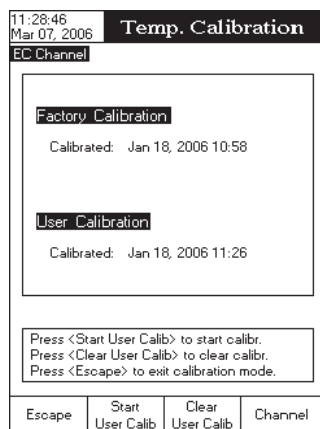 11:28:46
Mar 07, 2006
Temp. Calibration
EC Channel
Factory Calibration
Calibrated: Jan 18, 2006 10:58
User Calibration
Calibrated: Jan 18, 2006 11:26
Press <Start User Calib> to start calibr.
Press <Clear User Calib> to clear calibr.
Press <Escape> to exit calibration mode.
Escape
Start
User Calib
Clear
User Calib
Channel